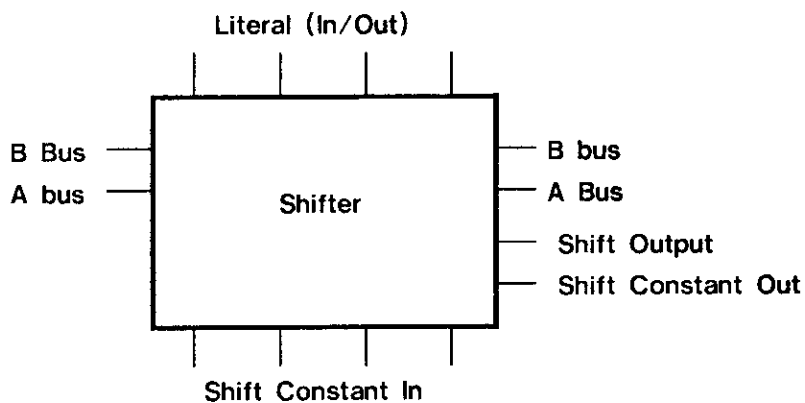 Literal (In/Out)
B Bus
A bus
Shifter
B bus
A Bus
Shift Output
Shift Constant Out
Shift Constant In